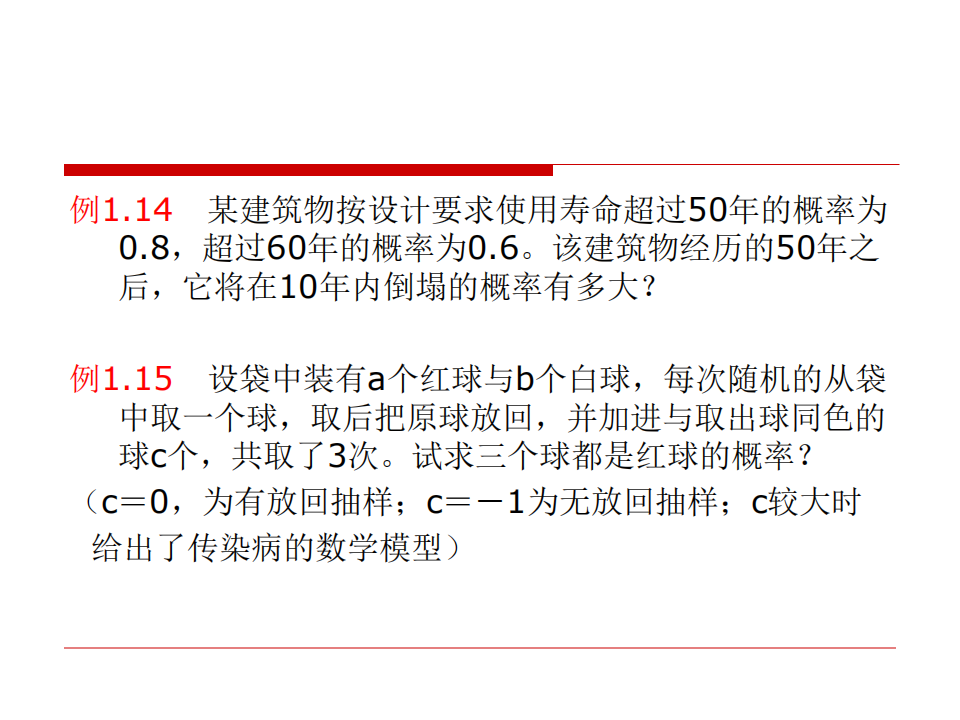 例1.14 某建筑物按设计要求使用寿命超过50年的概率为
0.8，超过60年的概率为0.6。该建筑物经历的50年之
后，它将在10年内倒塌的概率有多大？
例1.15 设袋中装有a个红球与b个白球，每次随机的从袋
中取一个球，取后把原球放回，并加进与取出球同色的
球c个，共取了3次。试求三个球都是红球的概率？
（c＝0，为有放回抽样；c＝－1为无放回抽样；c较大时
给出了传染病的数学模型）